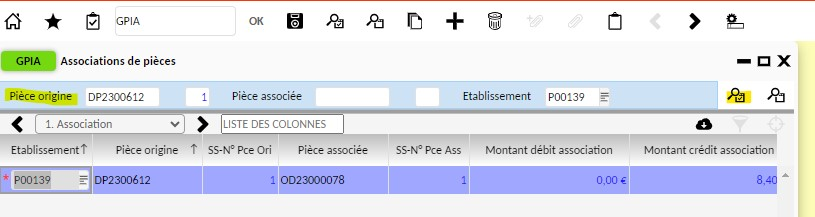 GPIA OK
GPIA Associations de pièces
Pièce origine DP2300612 1 Pièce associée Etablissement P00139
1. Association LISTE DES COLONNES
Etablissement↑ Pièce origine ↑ SS-N° Pce Ori Pièce associée SS-N° Pce Ass Montant débit association Montant crédit association
* P00139 DP2300612 1 OD23000078 1 0,00 € 8,40